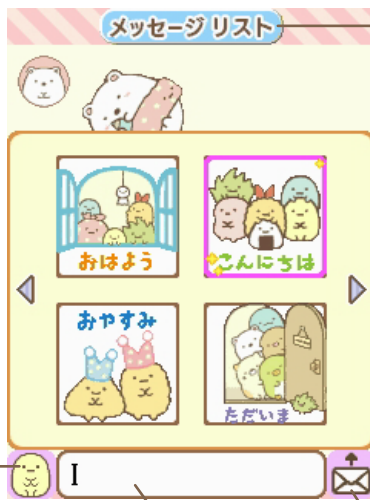 メッセージ リスト
おはよう
こんにちは
おやすみ
ただいま
I